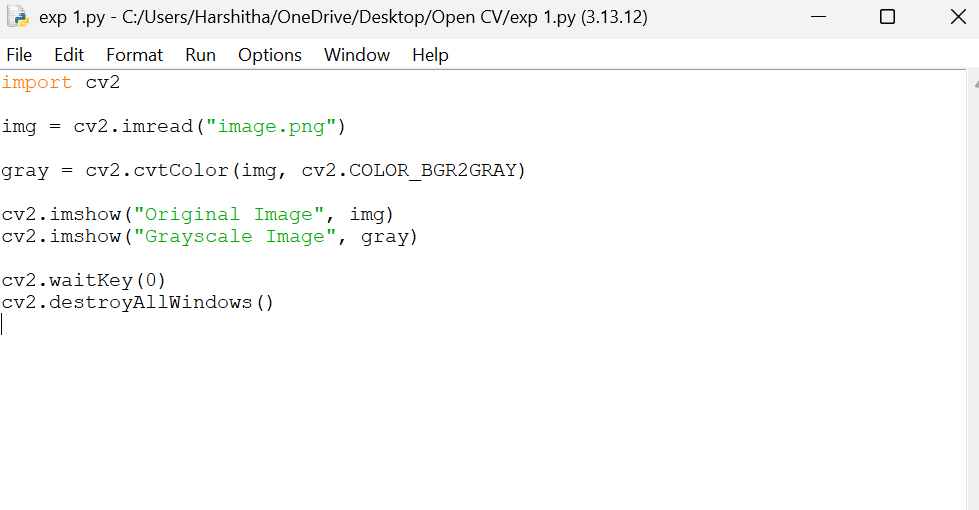 exp 1.py - C:/Users/Harshitha/OneDrive/Desktop/Open CV/exp 1.py (3.13.12)
File Edit Format Run Options Window Help
import cv2
img = cv2.imread("image.png")
gray = cv2.cvtColor(img, cv2.COLOR_BGR2GRAY)
cv2.imshow("Original Image", img)
cv2.imshow("Grayscale Image", gray)
cv2.waitKey(0)
cv2.destroyAllWindows()